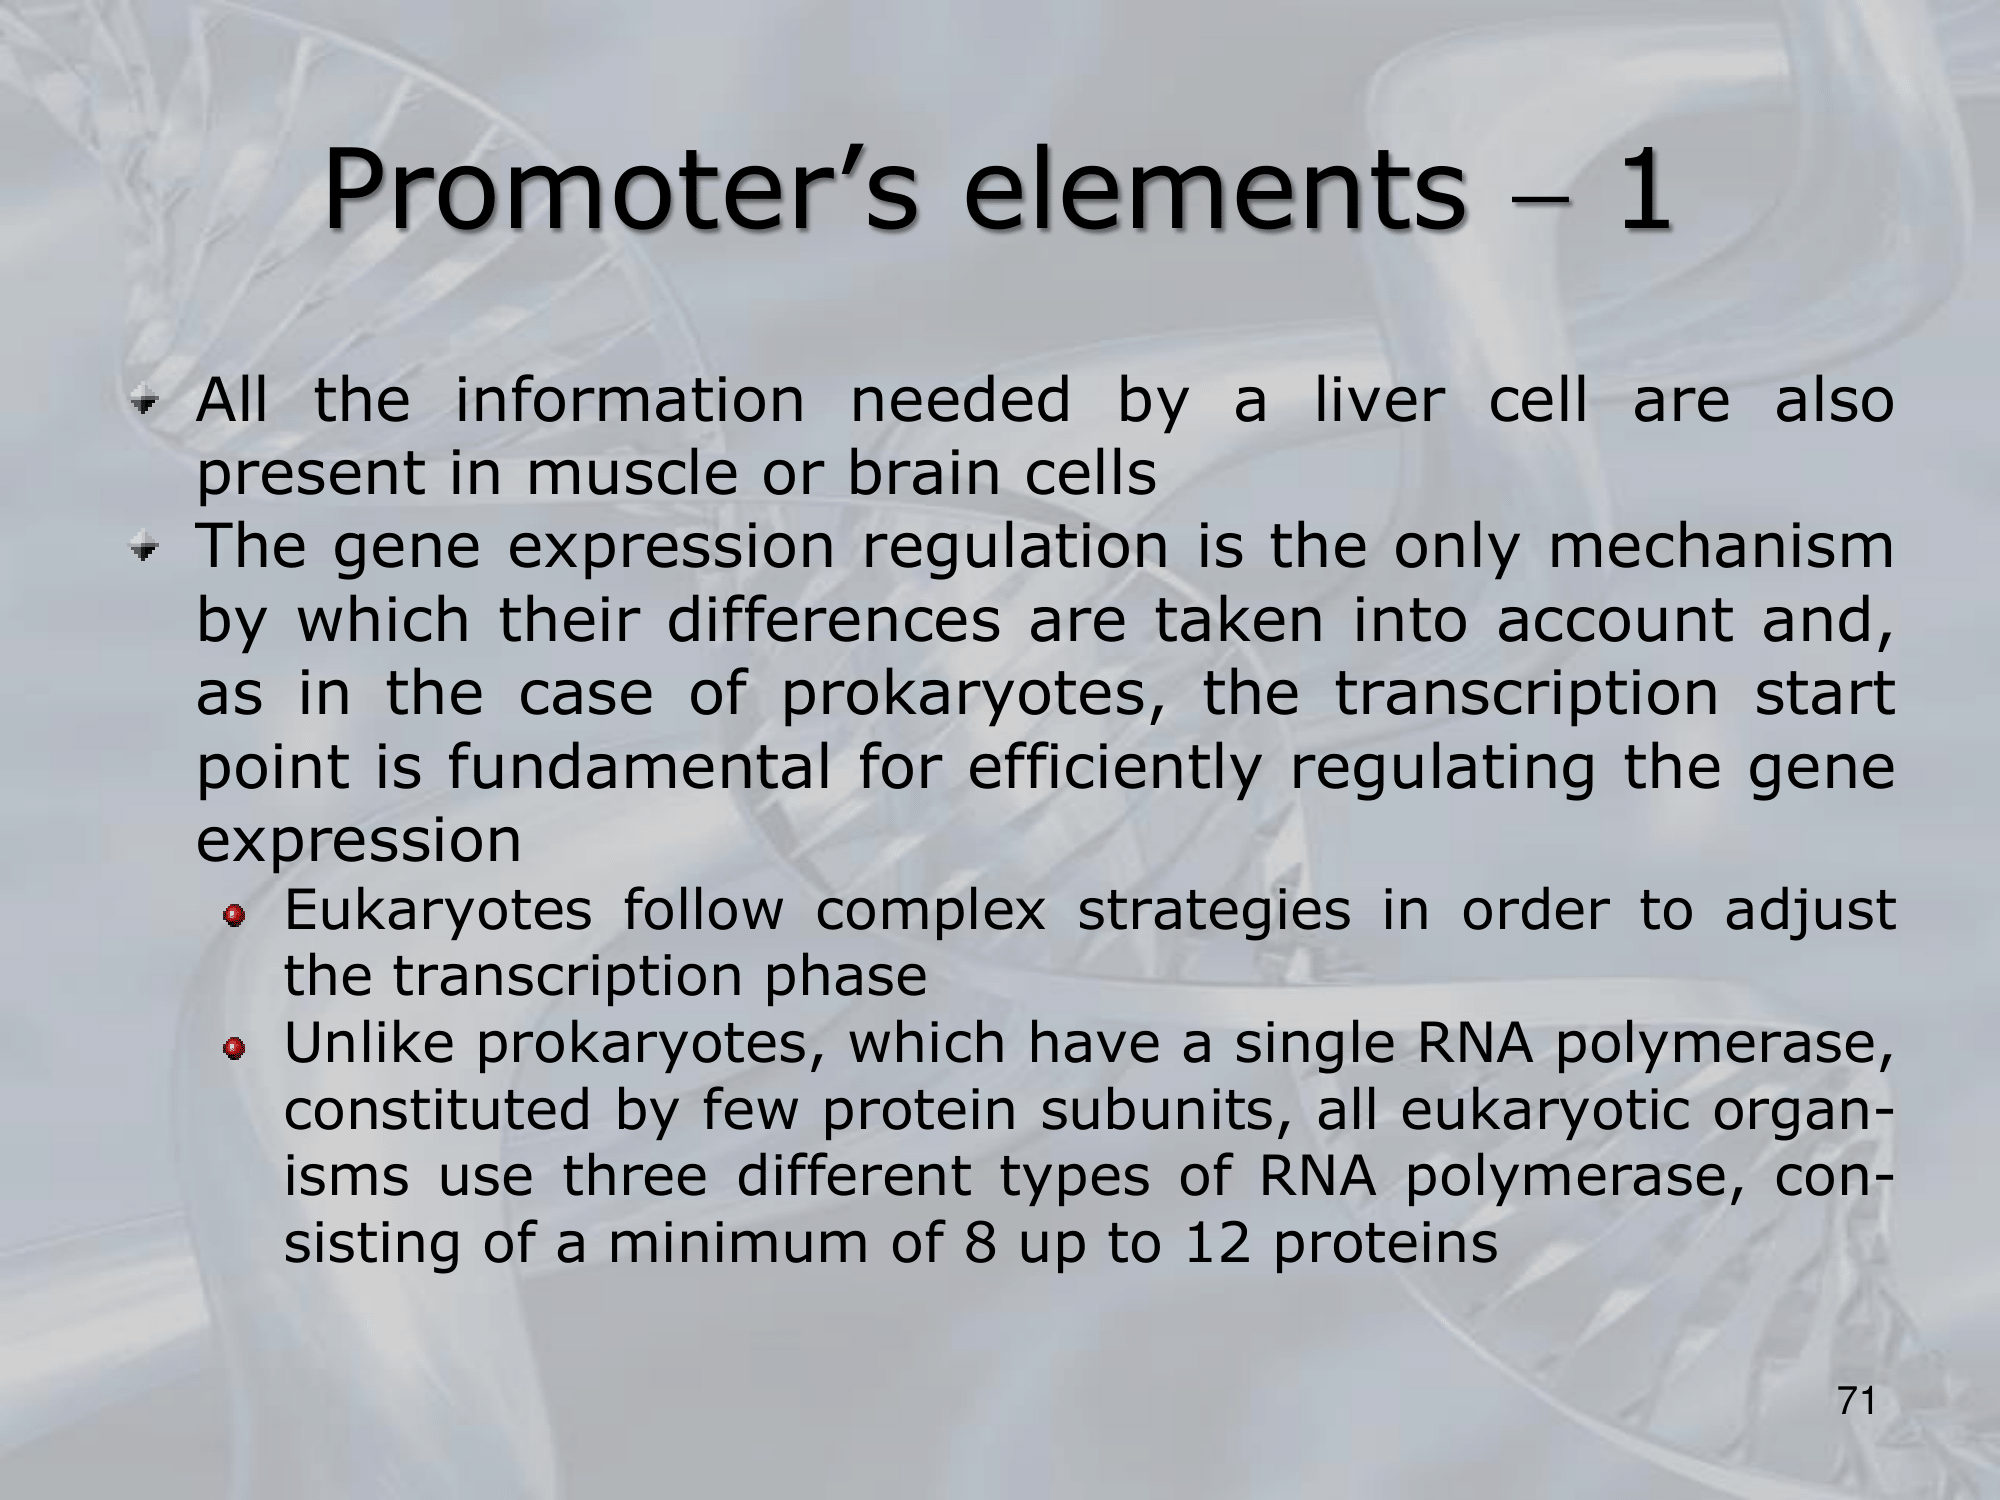 Promoter’s elements – 1
All the information needed by a liver cell are also
present in muscle or brain cells
The gene expression regulation is the only mechanism
by which their differences are taken into account and,
as in the case of prokaryotes, the transcription start
point is fundamental for efficiently regulating the gene
expression
Eukaryotes follow complex strategies in order to adjust
the transcription phase
Unlike prokaryotes, which have a single RNA polymerase,
constituted by few protein subunits, all eukaryotic organ-
isms use three different types of RNA polymerase, con-
sisting of a minimum of 8 up to 12 proteins
71